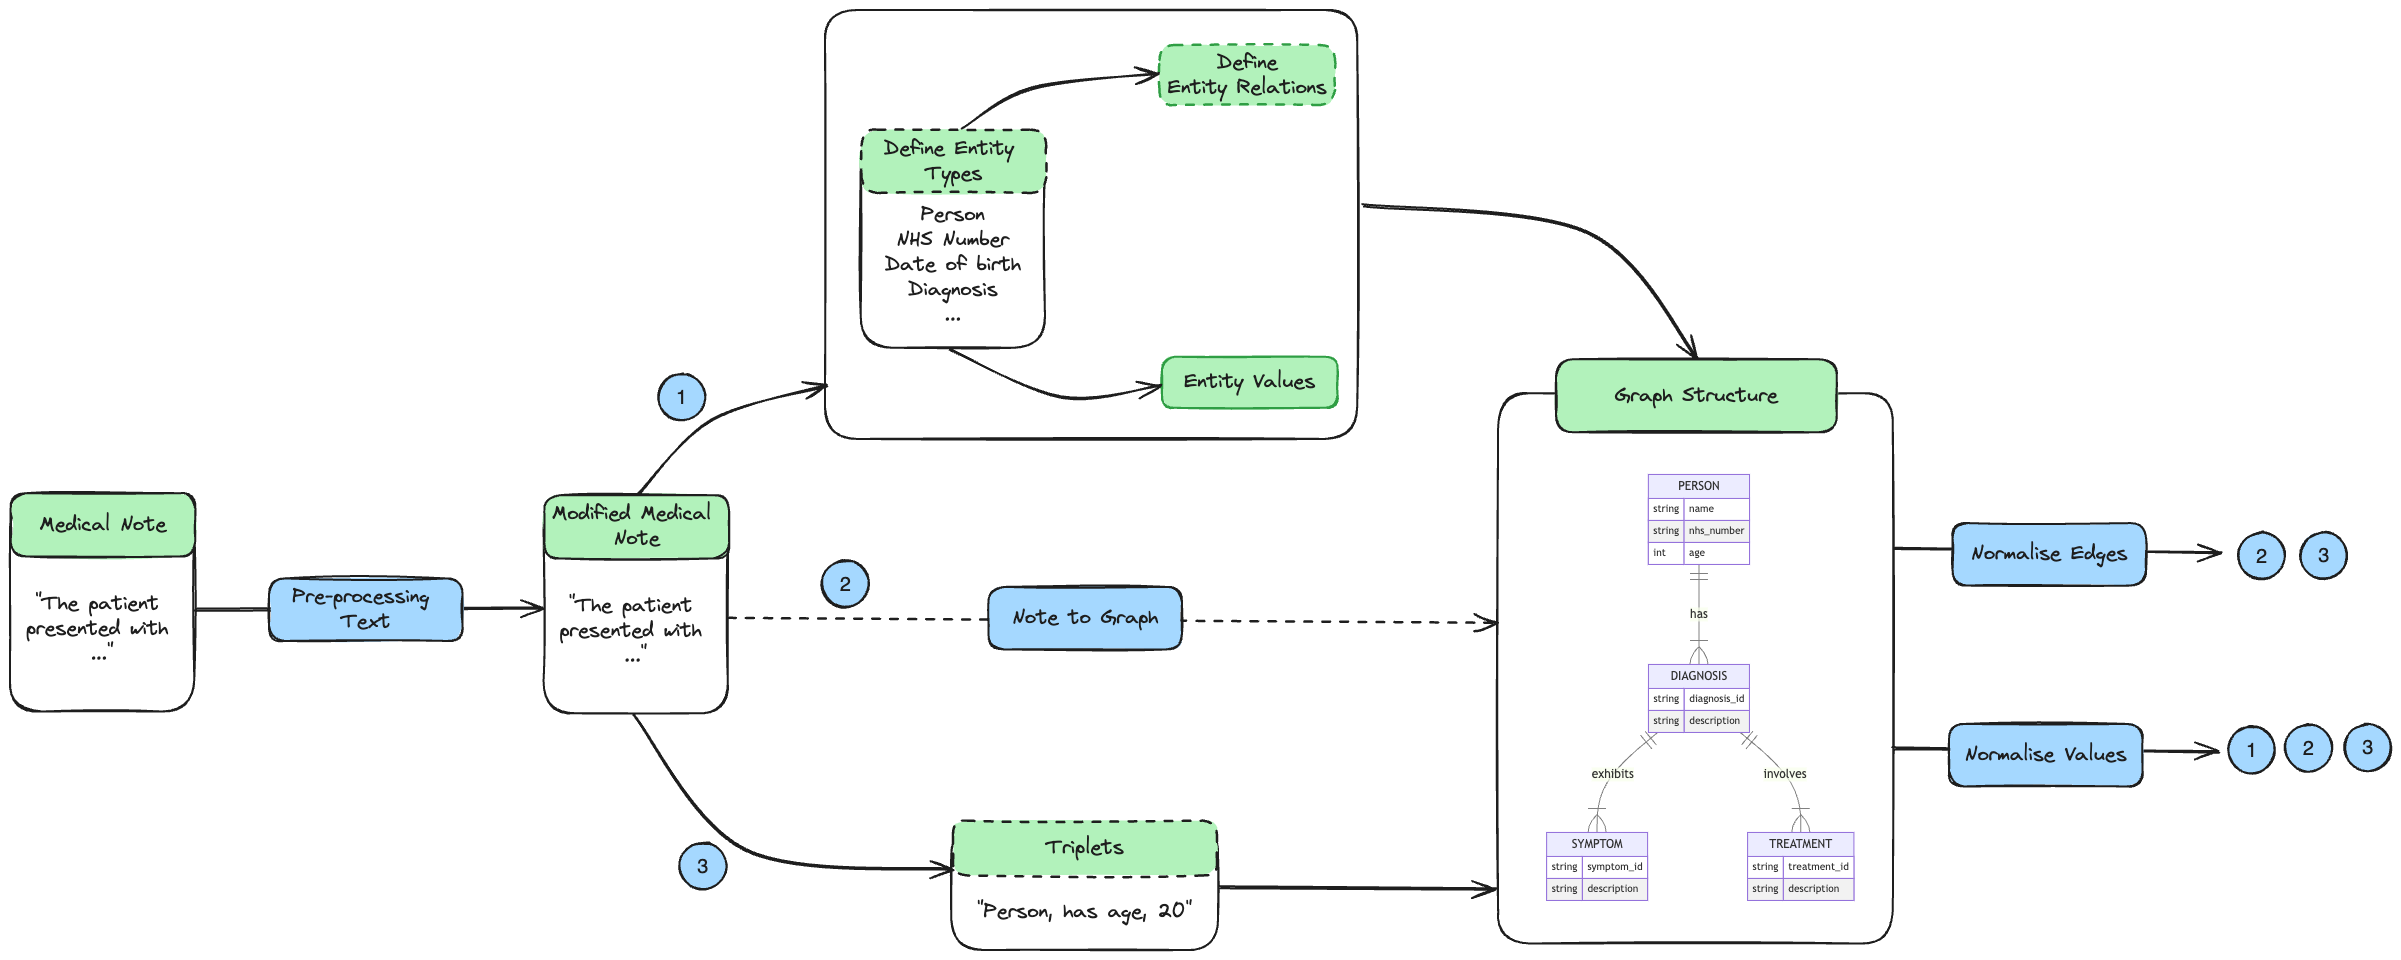 Medical Note
"The patient
presented with
..."
Pre-processing
Text
Modified Medical
Note
"The patient
presented with
..."
1
Define Entity
Types
Person
NHS Number
Date of birth
Diagnosis
...
Define
Entity Relations
Entity Values
2
Note to Graph
3
Triplets
"Person, has age, 20"
Graph Structure
PERSON
string name
string nhs_number
int age
has
DIAGNOSIS
string diagnosis_id
string description
exhibits
involves
SYMPTOM
string symptom_id
string description
TREATMENT
string treatment_id
string description
Normalise Edges
2 3
Normalise Values
1 2 3